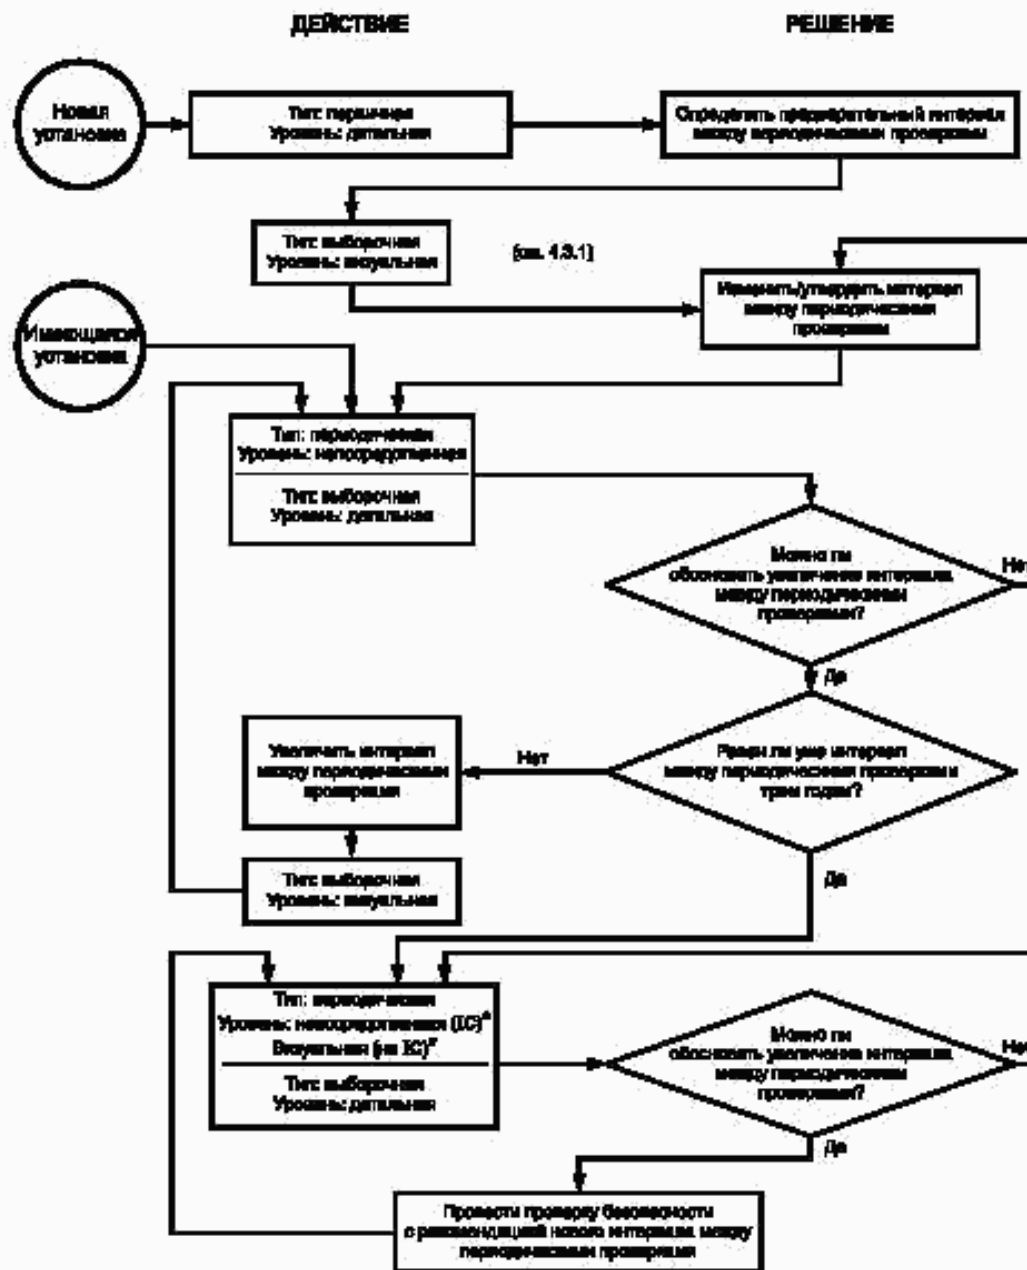 ДЕЙСТВИЕ
РЕШЕНИЕ
Новая
установка
Тип: первичная
Уровень: детальная
Определить предварительный интервал
между периодическими проверками
Тип: выборочная
Уровень: визуальная
(см. 4.3.1)
Изменить/утвердить интервал
между периодическими
проверками
Имеющаяся
установка
Тип: периодическая
Уровень: непосредственная
Тип: выборочная
Уровень: детальная
Можно ли
обосновать увеличение интервала
между периодическими
проверками?
Нет
Да
Увеличить интервал
между периодическими
проверками
Нет
Равен ли уже интервал
между периодическими проверками
трем годам?
Тип: выборочная
Уровень: визуальная
Да
Тип: периодическая
Уровень: непосредственная (IC)*
Визуальная (не IC)*
Тип: выборочная
Уровень: детальная
Можно ли
обосновать увеличение интервала
между периодическими
проверками?
Нет
Да
Провести проверку безопасности
с рекомендацией нового интервала между
периодическими проверками